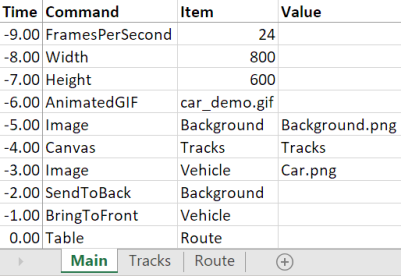 Time Command Item Value
-9.00 FramesPerSecond 24
-8.00 Width 800
-7.00 Height 600
-6.00 AnimatedGIF car_demo.gif
-5.00 Image Background Background.png
-4.00 Canvas Tracks Tracks
-3.00 Image Vehicle Car.png
-2.00 SendToBack Background
-1.00 BringToFront Vehicle
0.00 Table Route
Main Tracks Route